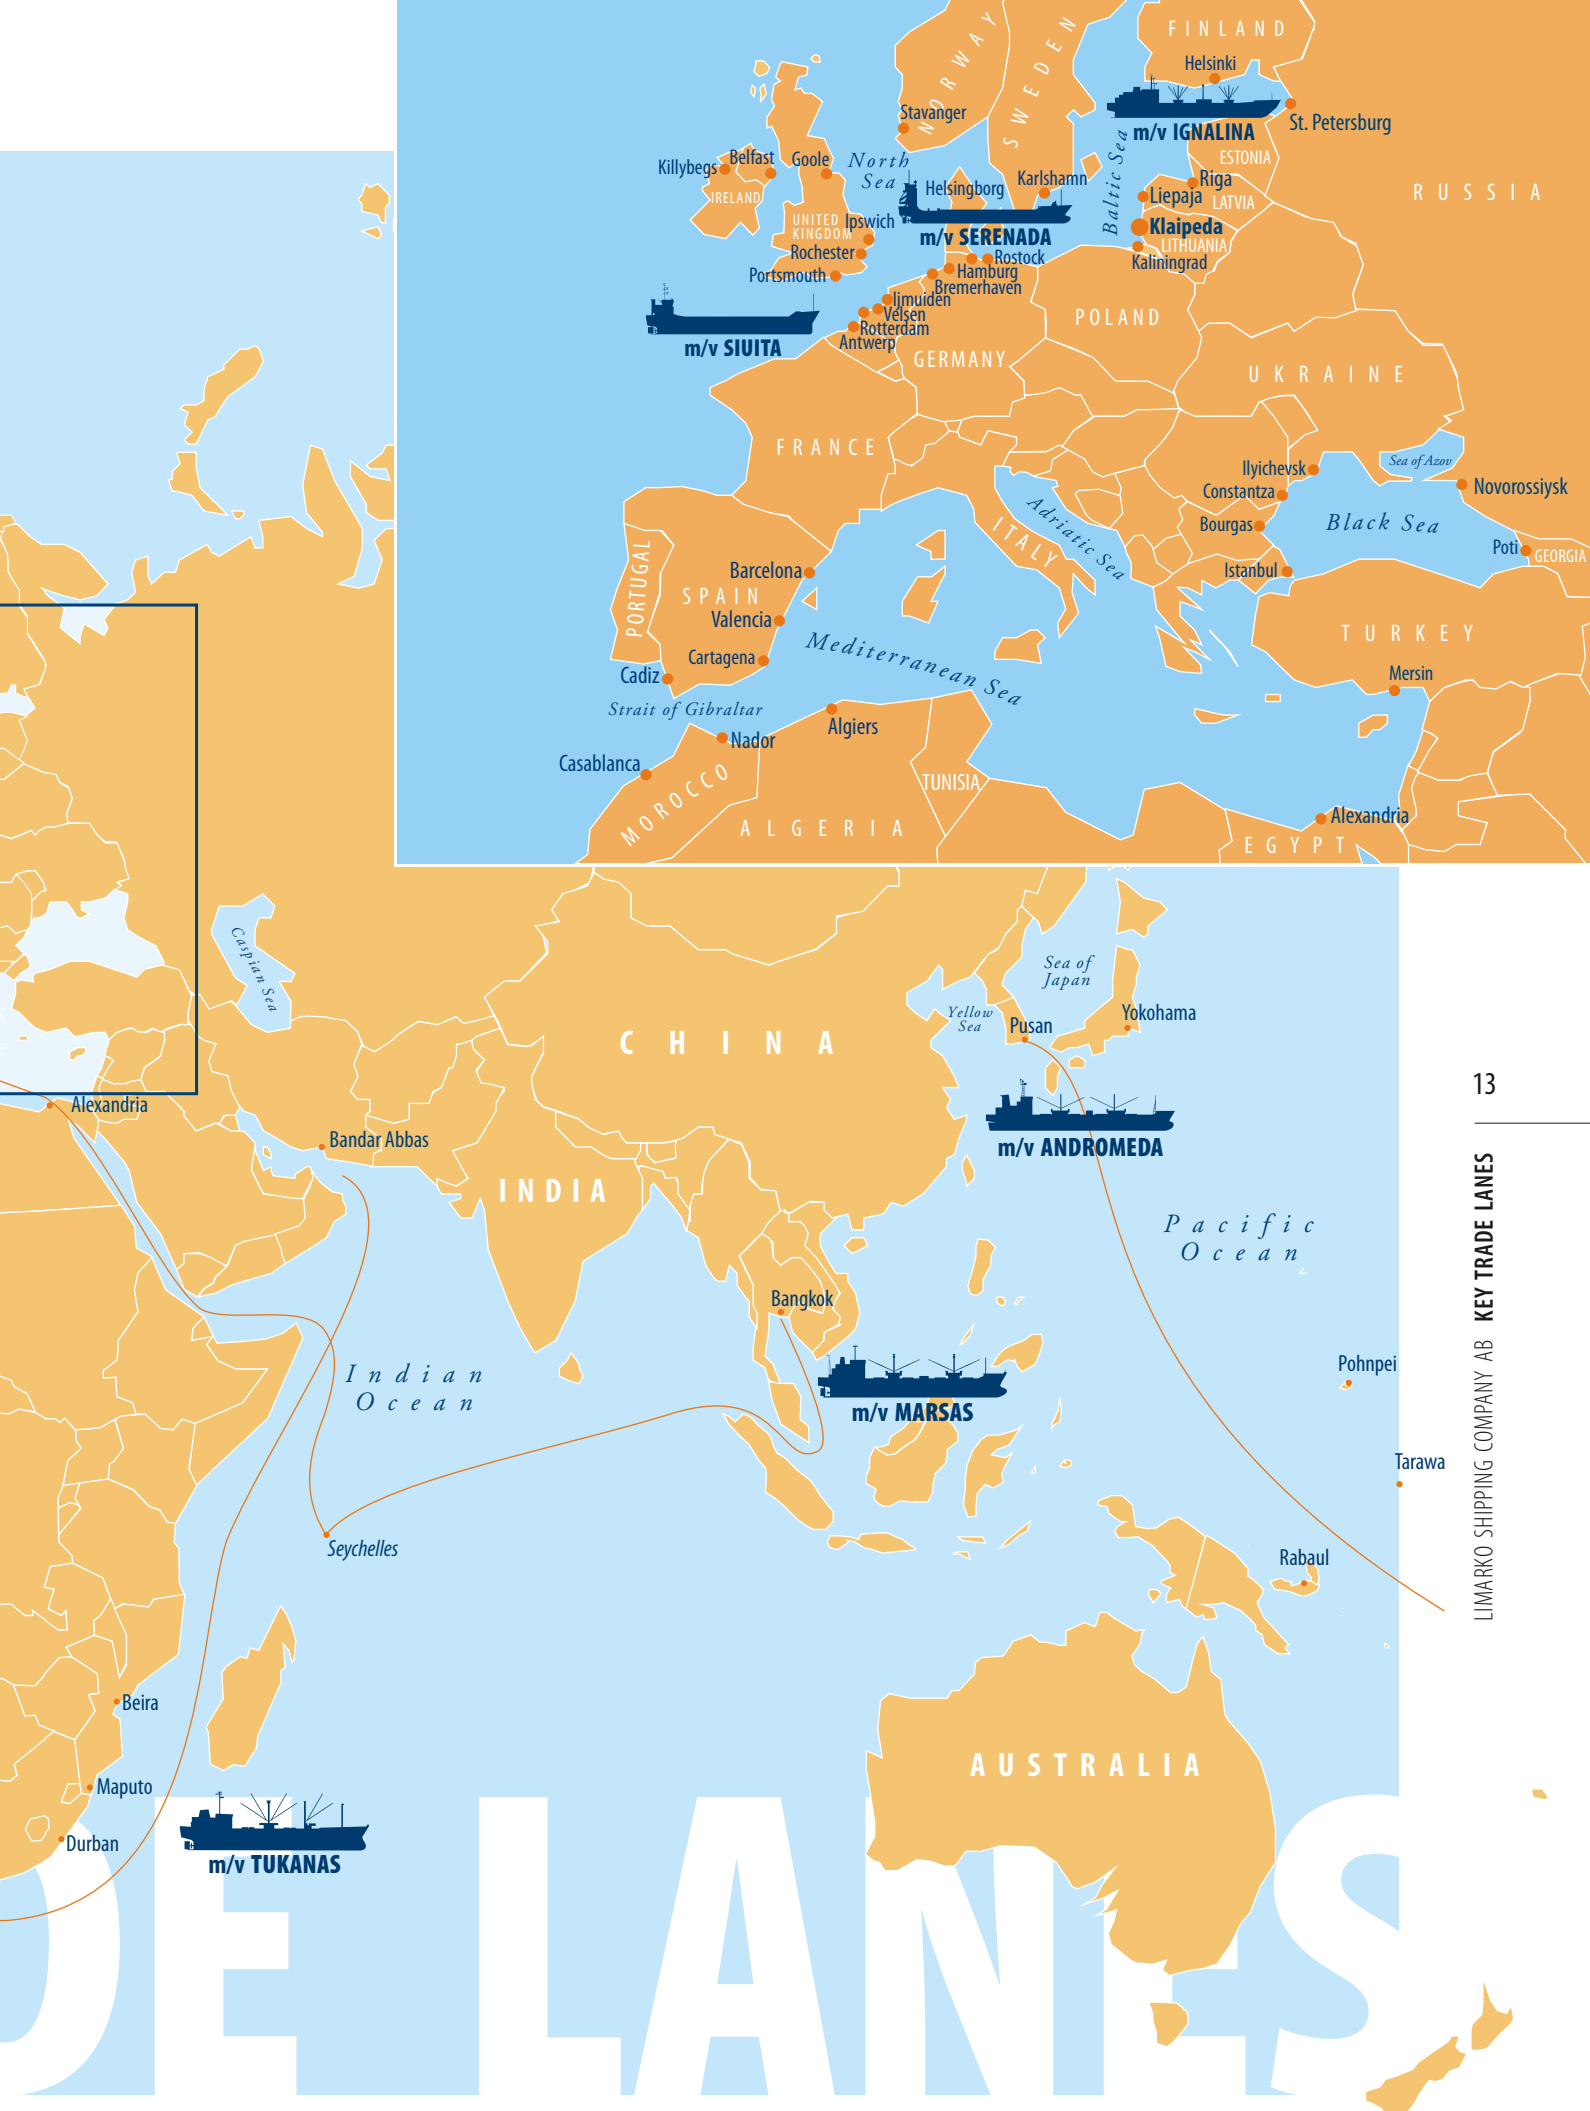 FINLAND
NORWAY
SWEDEN
Helsinki
Stavanger
St. Petersburg
m/v IGNALINA
Baltic Sea
ESTONIA
Killybegs
Belfast
Goole
North
Sea
Helsingborg
Karlshamn
Riga
Liepaja
LATVIA
RUSSIA
IRELAND
UNITED
KINGDOM
Ipswich
Klaipeda
m/v SERENADA
LITHUANIA
Rochester
Rostock
Kaliningrad
Portsmouth
Hamburg
Bremerhaven
Ijmuiden
Velsen
Rotterdam
Antwerp
POLAND
m/v SIUITA
GERMANY
UKRAINE
FRANCE
Sea of Azov
Ilyichevsk
Constantza
Novorossiysk
Bourgas
Black Sea
Adriatic Sea
ITALY
Poti
GEORGIA
Istanbul
PORTUGAL
Barcelona
SPAIN
Valencia
TURKEY
Mediterranean Sea
Cartagena
Cadiz
Mersin
Strait of Gibraltar
Algiers
Nador
Casablanca
MOROCCO
TUNISIA
ALGERIA
Alexandria
EGYPT
Caspian Sea
Sea of
Japan
Yellow
Sea
Pusan
Yokohama
CHINA
Alexandria
Bandar Abbas
m/v ANDROMEDA
INDIA
Pacific
Ocean
Bangkok
Indian
Ocean
m/v MARSAS
Pohnpei
Tarawa
Seychelles
Rabaul
Beira
AUSTRALIA
Maputo
Durban
m/v TUKANAS
DE LANES
13
LIMARKO SHIPPING COMPANY AB KEY TRADE LANES